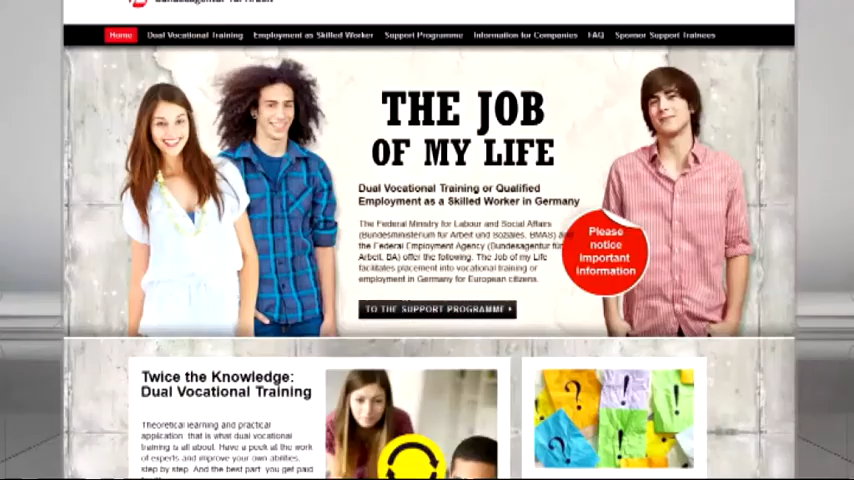 Bundesagentur für Arbeit
Home Dual Vocational Training Employment as Skilled Worker Support Programme Information for Companies FAQ Sponsor Support Trainees
THE JOB
OF MY LIFE
Dual Vocational Training or Qualified
Employment as a Skilled Worker in Germany
The Federal Ministry for Labour and Social Affairs
(Bundesministerium für Arbeit und Soziales, BMAS) and
the Federal Employment Agency (Bundesagentur für
Arbeit, BA) offer the following. The Job of my Life
facilitates placement into vocational training or
employment in Germany for European citizens.
Please
notice
important
information
TO THE SUPPORT PROGRAMME
Twice the Knowledge:
Dual Vocational Training
Theoretical learning and practical
application that is what dual vocational
training is all about. Have a peek at the work
of experts and improve your own abilities,
step by step. And the best part you get paid
? ! ! ? !